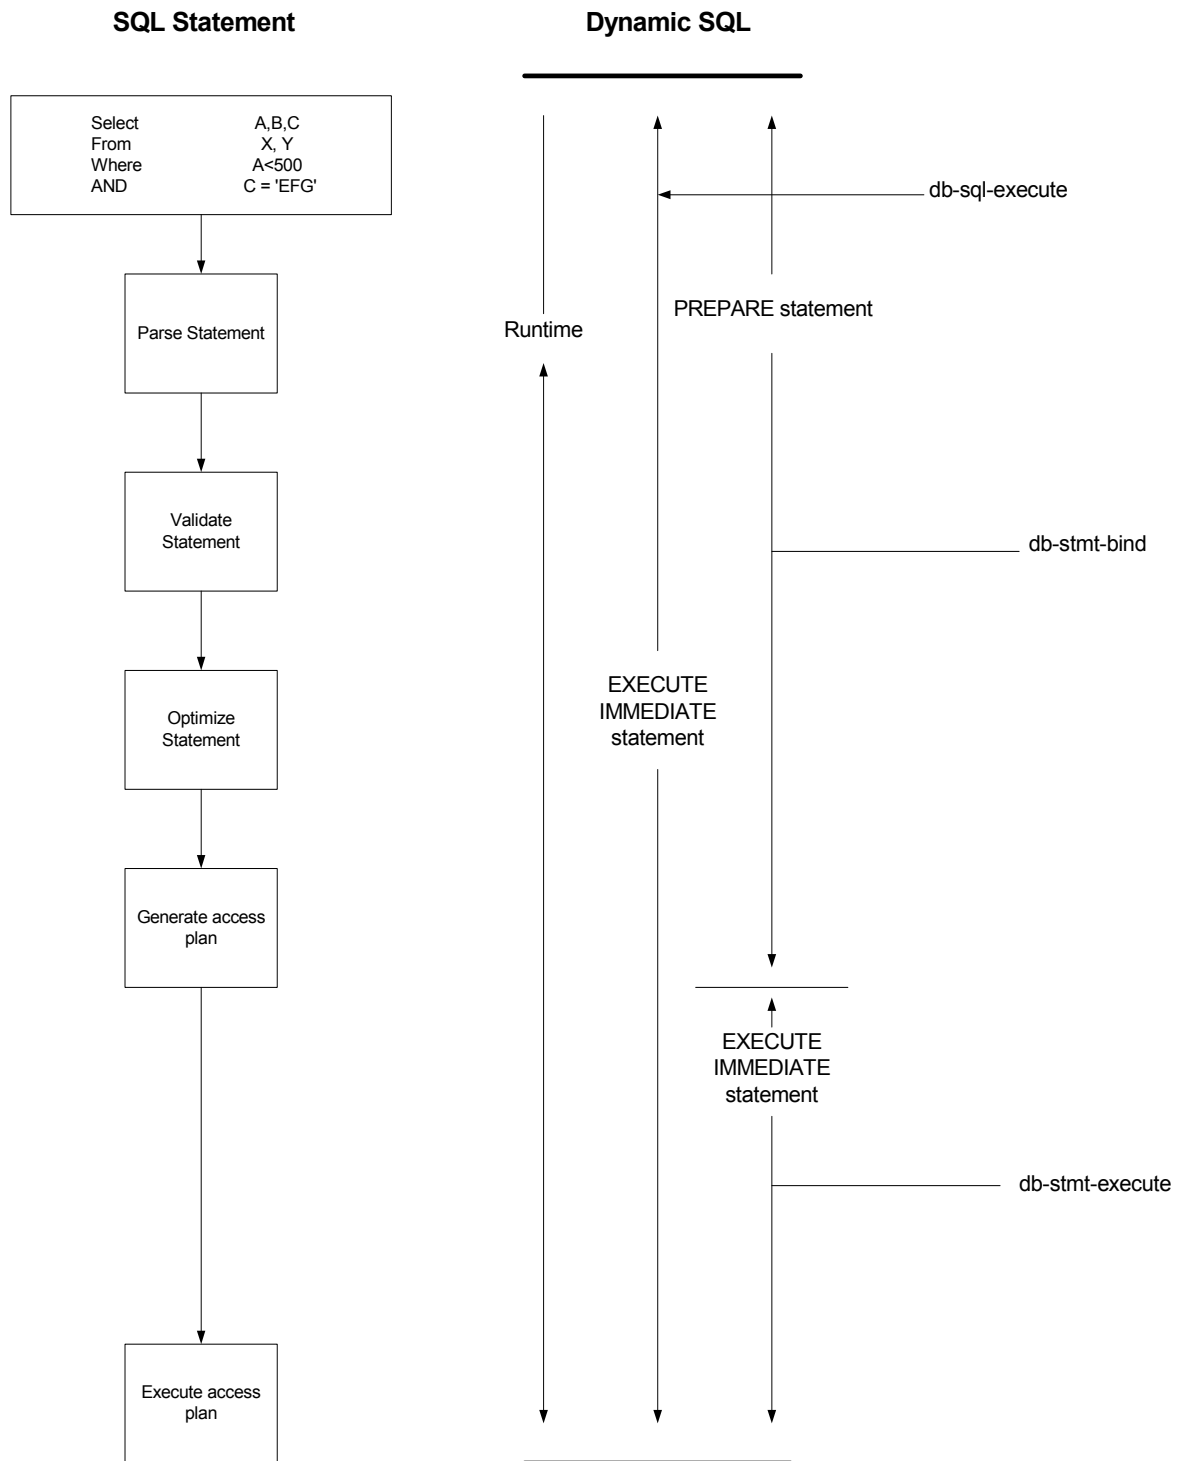 SQL Statement
Dynamic SQL
Select A,B,C
From X, Y
Where A<500
AND C = 'EFG'
db-sql-execute
Parse Statement
Runtime
PREPARE statement
Validate
Statement
db-stmt-bind
Optimize
Statement
EXECUTE
IMMEDIATE
statement
Generate access
plan
EXECUTE
IMMEDIATE
statement
db-stmt-execute
Execute access
plan